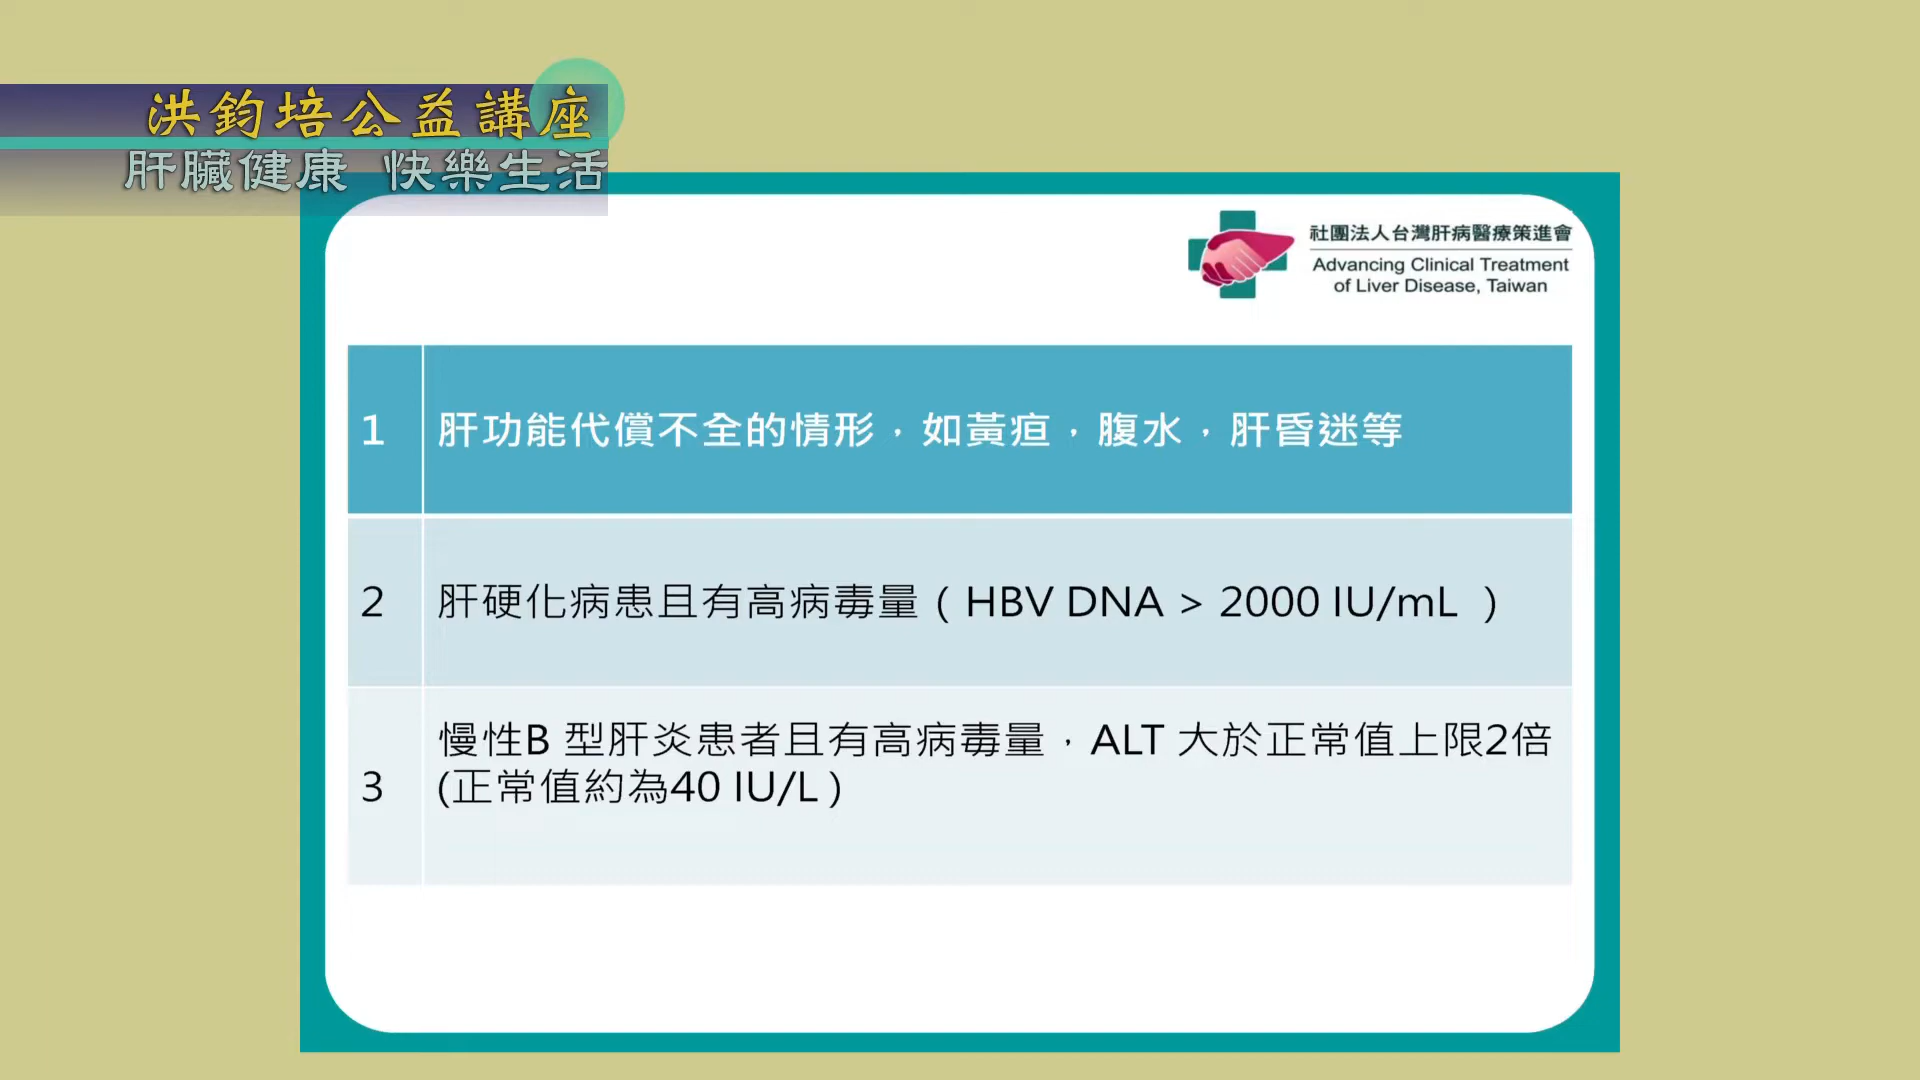 洪鈞培公益講座
肝臟健康 快樂生活
社團法人台灣肝病醫療策進會
Advancing Clinical Treatment
of Liver Disease, Taiwan
1 肝功能代償不全的情形，如黃疸，腹水，肝昏迷等
2 肝硬化病患且有高病毒量（HBV DNA > 2000 IU/mL ）
慢性B 型肝炎患者且有高病毒量，ALT 大於正常值上限2倍
3 (正常值約為40 IU/L )